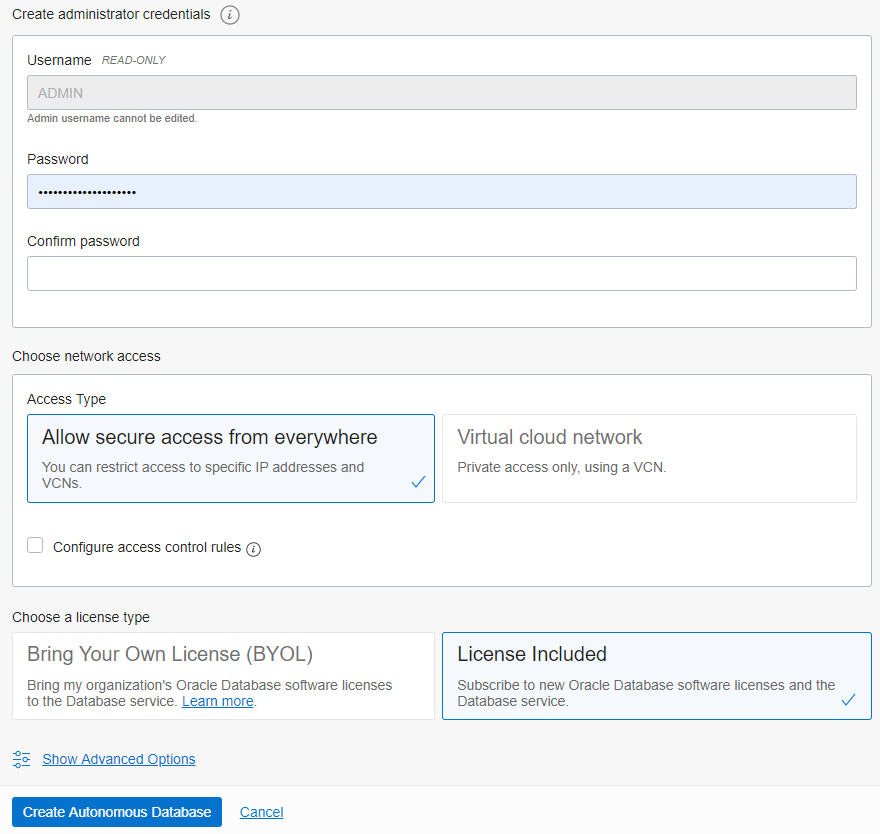 Create administrator credentials
Username READ-ONLY
ADMIN
Admin username cannot be edited.
Password
••••••••••••••••••••
Confirm password
Choose network access
Access Type
Allow secure access from everywhere
You can restrict access to specific IP addresses and
VCNs.
Virtual cloud network
Private access only, using a VCN.
Configure access control rules
Choose a license type
Bring Your Own License (BYOL)
Bring my organization's Oracle Database software licenses
to the Database service. Learn more.
License Included
Subscribe to new Oracle Database software licenses and the
Database service.
Show Advanced Options
Create Autonomous Database Cancel